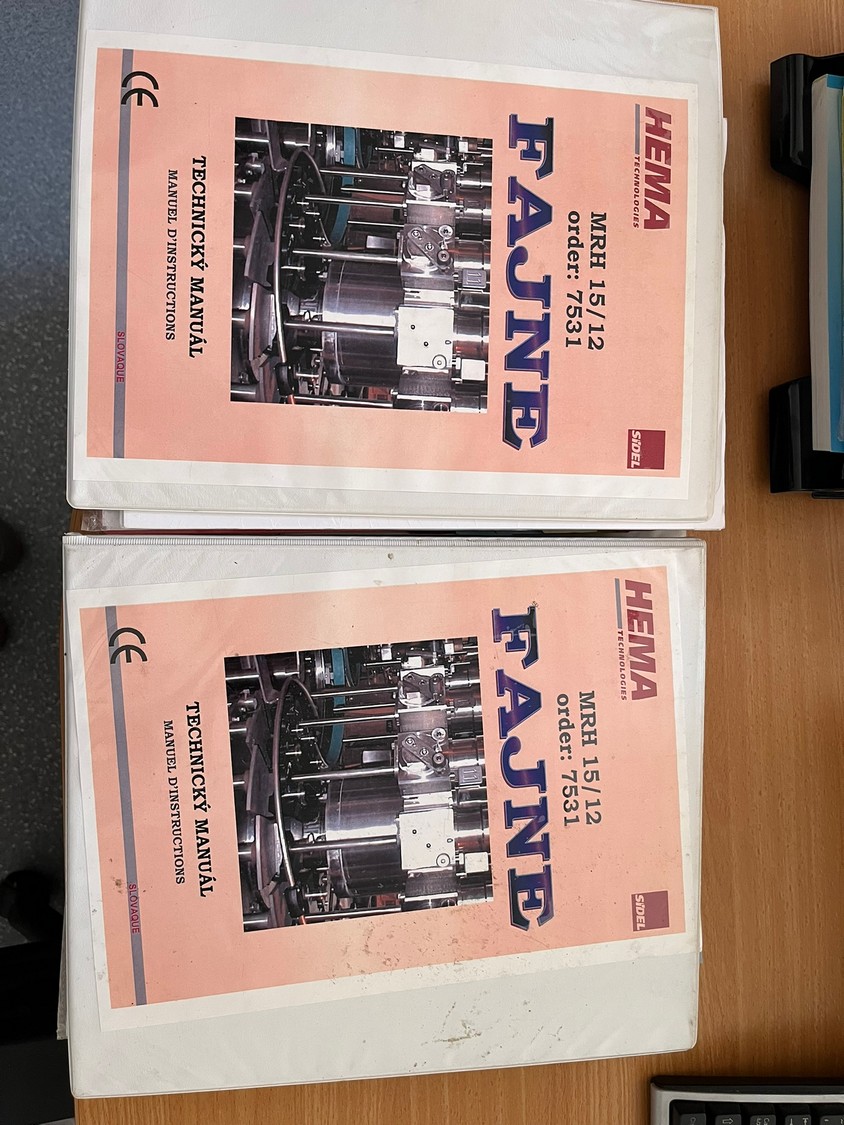 HEMA
TECHNOLOGIES
SIDEL
MRH 15/12
order: 7531
FAJNE
TECHNICKÝ MANUÁL
MANUEL D'INSTRUCTIONS
CE
SLOVAQUE
HEMA
TECHNOLOGIES
SIDEL
MRH 15/12
order: 7531
FAJNE
TECHNICKÝ MANUÁL
MANUEL D'INSTRUCTIONS
CE
SLOVAQUE